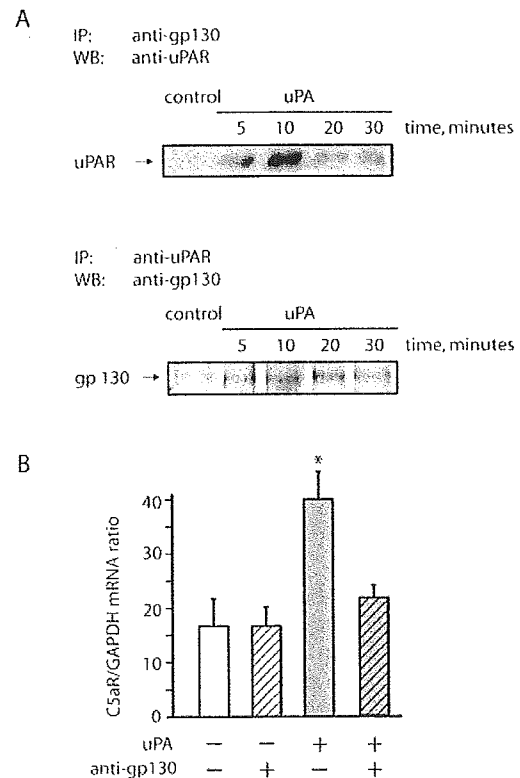 A
IP: anti-gp130
WB: anti-uPAR
control uPA
5 10 20 30 time, minutes
uPAR →
IP: anti-uPAR
WB: anti-gp130
control uPA
5 10 20 30 time, minutes
gp 130 →
B
*
C5aR/GAPDH mRNA ratio
40
30
20
10
0
uPA − − + +
anti-gp130 − + − +